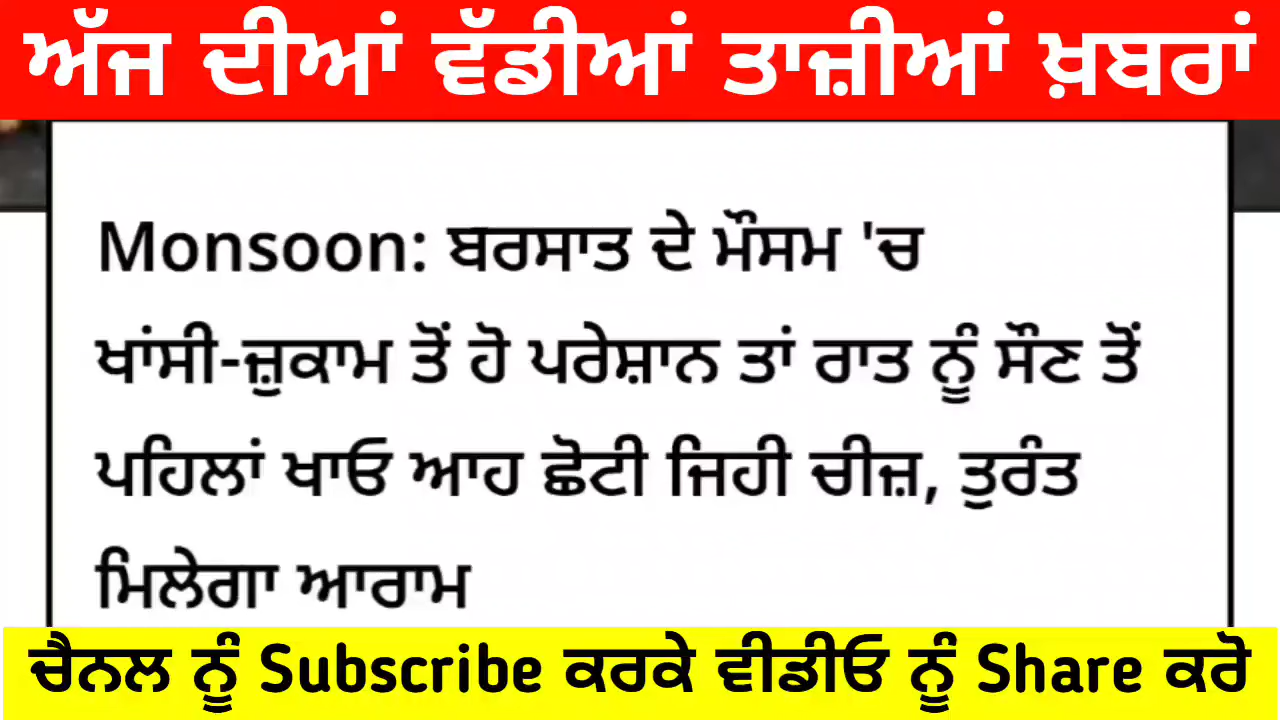 ਅੱਜ ਦੀਆਂ ਵੱਡੀਆਂ ਤਾਜ਼ੀਆਂ ਖ਼ਬਰਾਂ
Monsoon: ਬਰਸਾਤ ਦੇ ਮੌਸਮ 'ਚ
ਖਾਂਸੀ-ਜ਼ੁਕਾਮ ਤੋਂ ਹੋ ਪਰੇਸ਼ਾਨ ਤਾਂ ਰਾਤ ਨੂੰ ਸੌਣ ਤੋਂ
ਪਹਿਲਾਂ ਖਾਓ ਆਹ ਛੋਟੀ ਜਿਹੀ ਚੀਜ਼, ਤੁਰੰਤ
ਮਿਲੇਗਾ ਆਰਾਮ
ਚੈਨਲ ਨੂੰ Subscribe ਕਰਕੇ ਵੀਡੀਓ ਨੂੰ Share ਕਰੋ